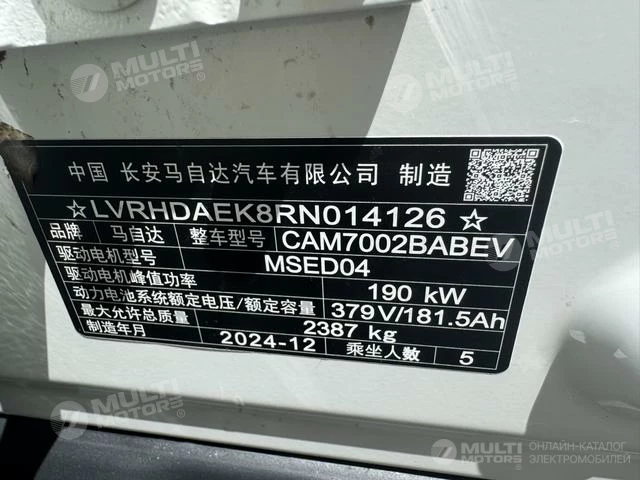 中国 长安马自达汽车有限公司 制造
☆LVRHDAEK8RN014126☆
品牌 马自达 整车型号 CAM7002BABEV
驱动电机型号 MSED04
驱动电机峰值功率 190 kW
动力电池系统额定电压/额定容量 379V/181.5Ah
最大允许总质量 2387 kg
制造年月 2024-12 乘坐人数 5
MULTI
MOTORS®
MULTI
MOTORS®
MULTI
MOTORS®
MULTI
MOTORS®
MULTI
MOTORS®
ОНЛАЙН-КАТАЛОГ
ЭЛЕКТРОМОБИЛЕЙ